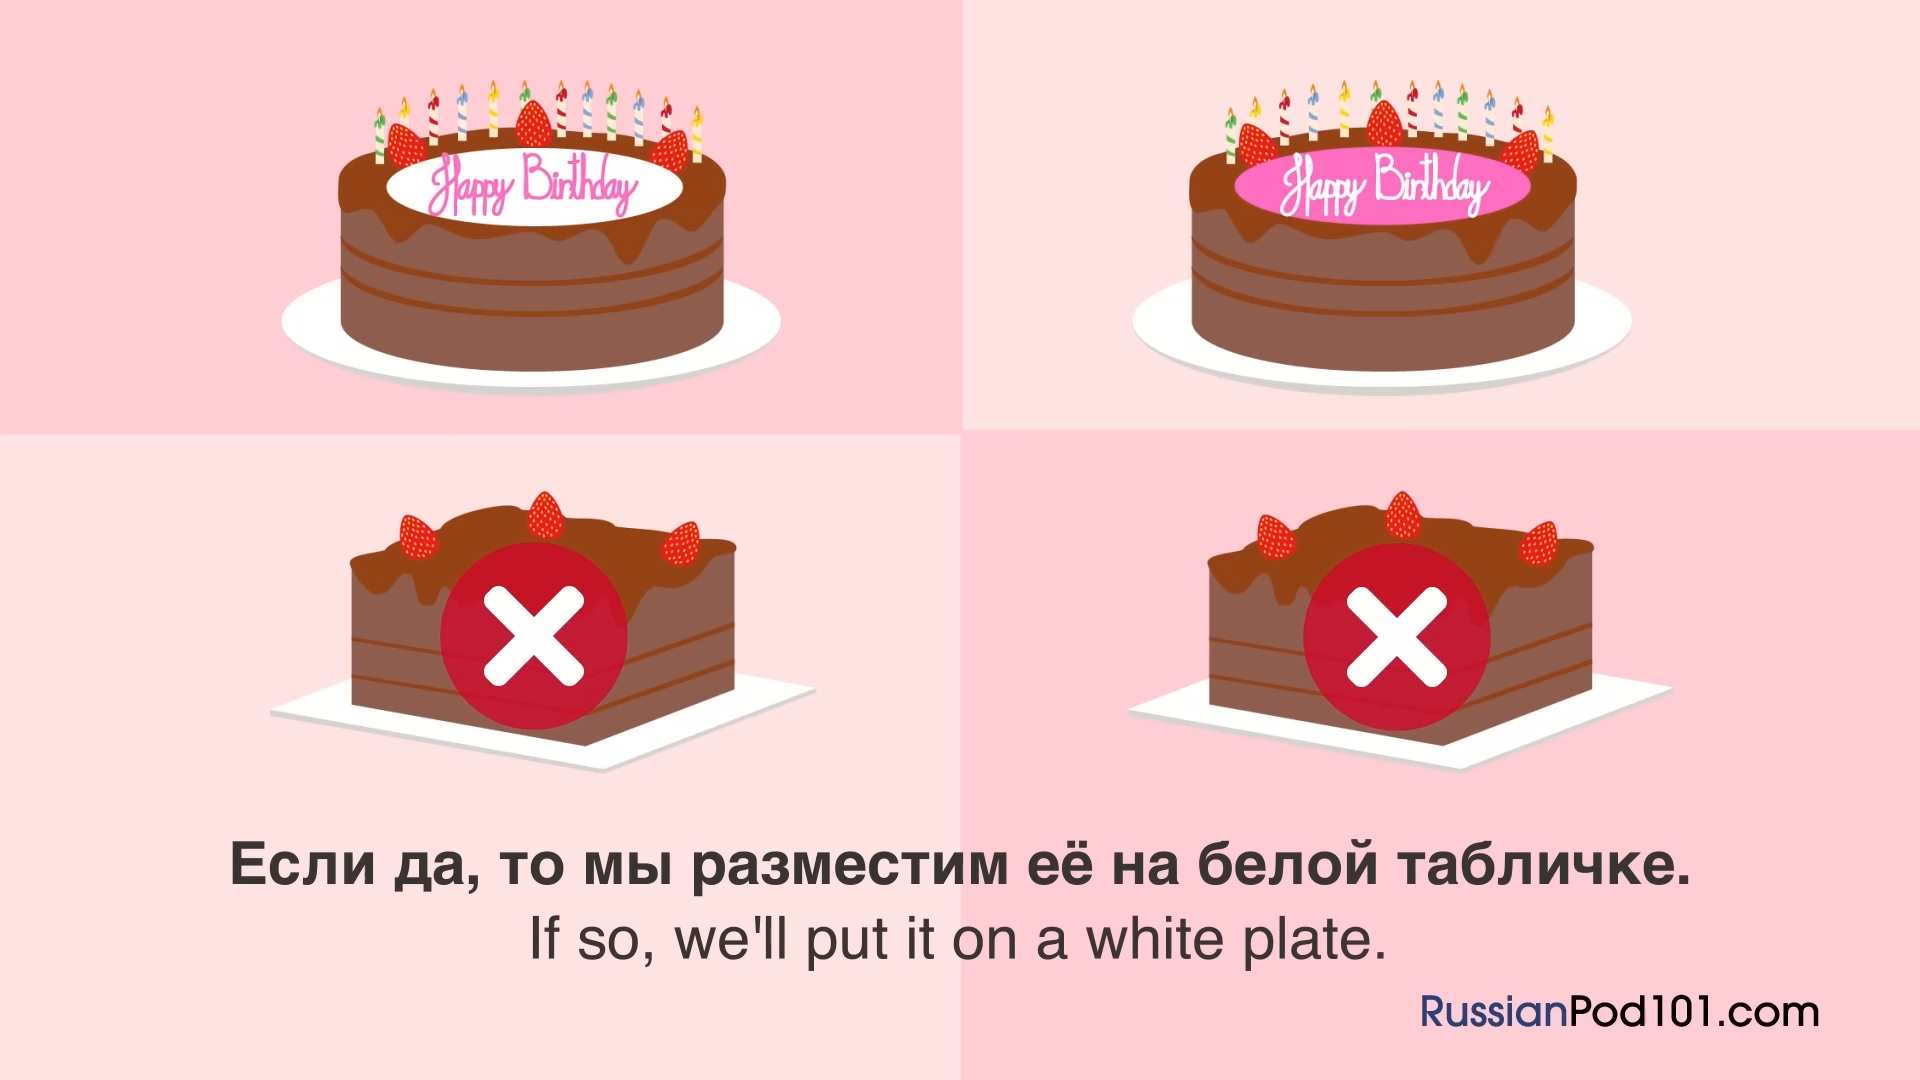 Happy Birthday
Happy Birthday
Если да, то мы разместим её на белой табличке.
If so, we'll put it on a white plate.
RussianPod101.com